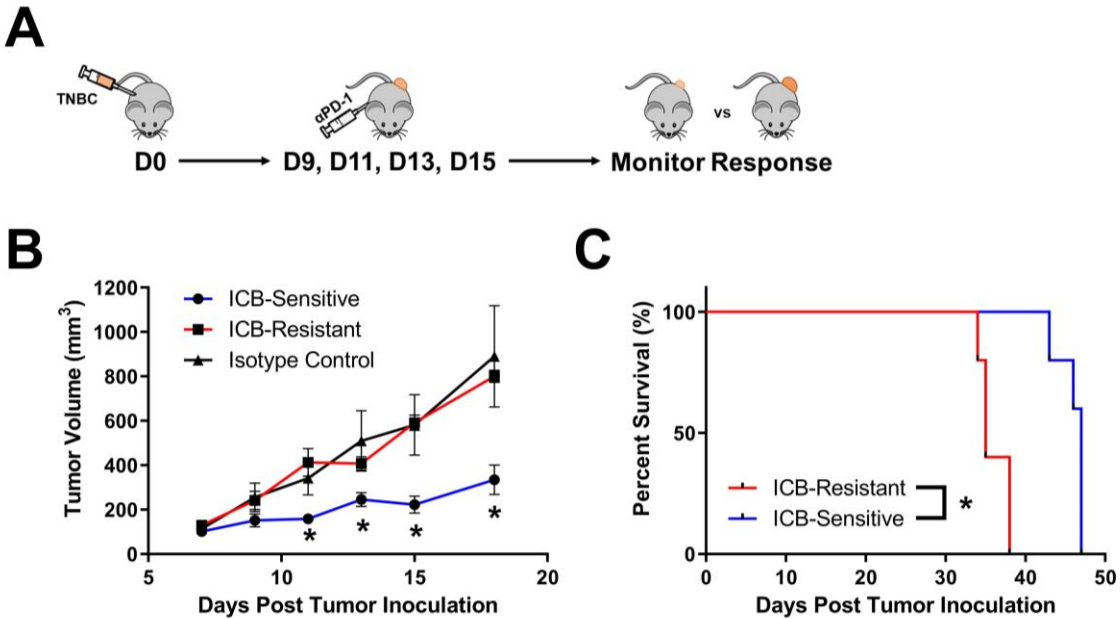 A
TNBC
αPD-1
vs
D0
D9, D11, D13, D15
Monitor Response
B
1200
1000
800
600
400
200
0
Tumor Volume (mm³)
ICB-Sensitive
ICB-Resistant
Isotype Control
*
*
*
*
5
10
15
20
Days Post Tumor Inoculation
C
100
50
0
Percent Survival (%)
ICB-Resistant
ICB-Sensitive
*
0
10
20
30
40
50
Days Post Tumor Inoculation